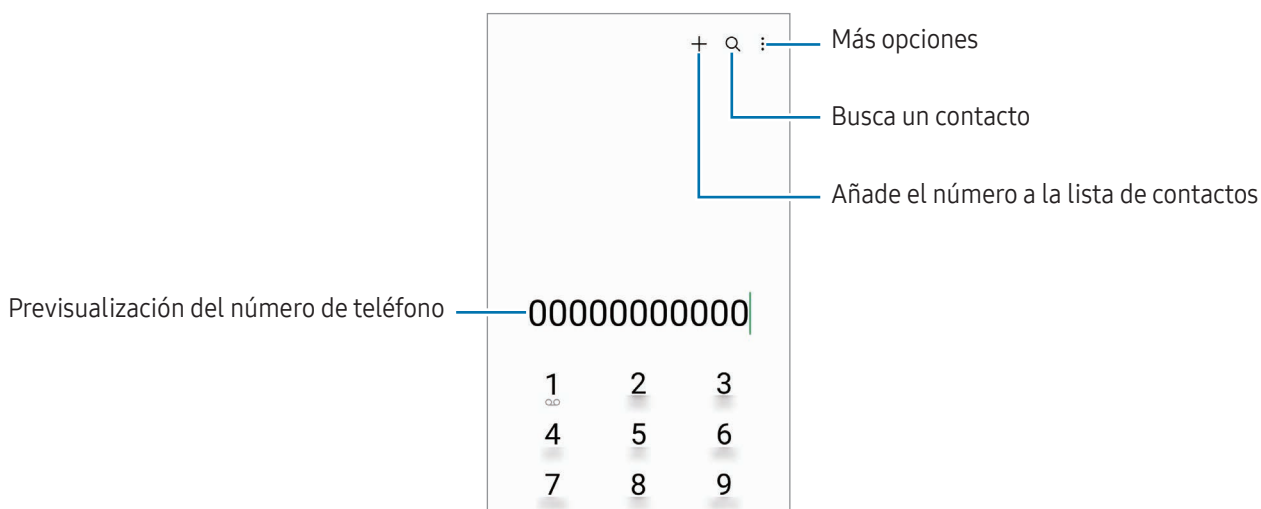 Más opciones
Busca un contacto
Añade el número a la lista de contactos
Previsualización del número de teléfono
00000000000
1 2 3
4 5 6
7 8 9